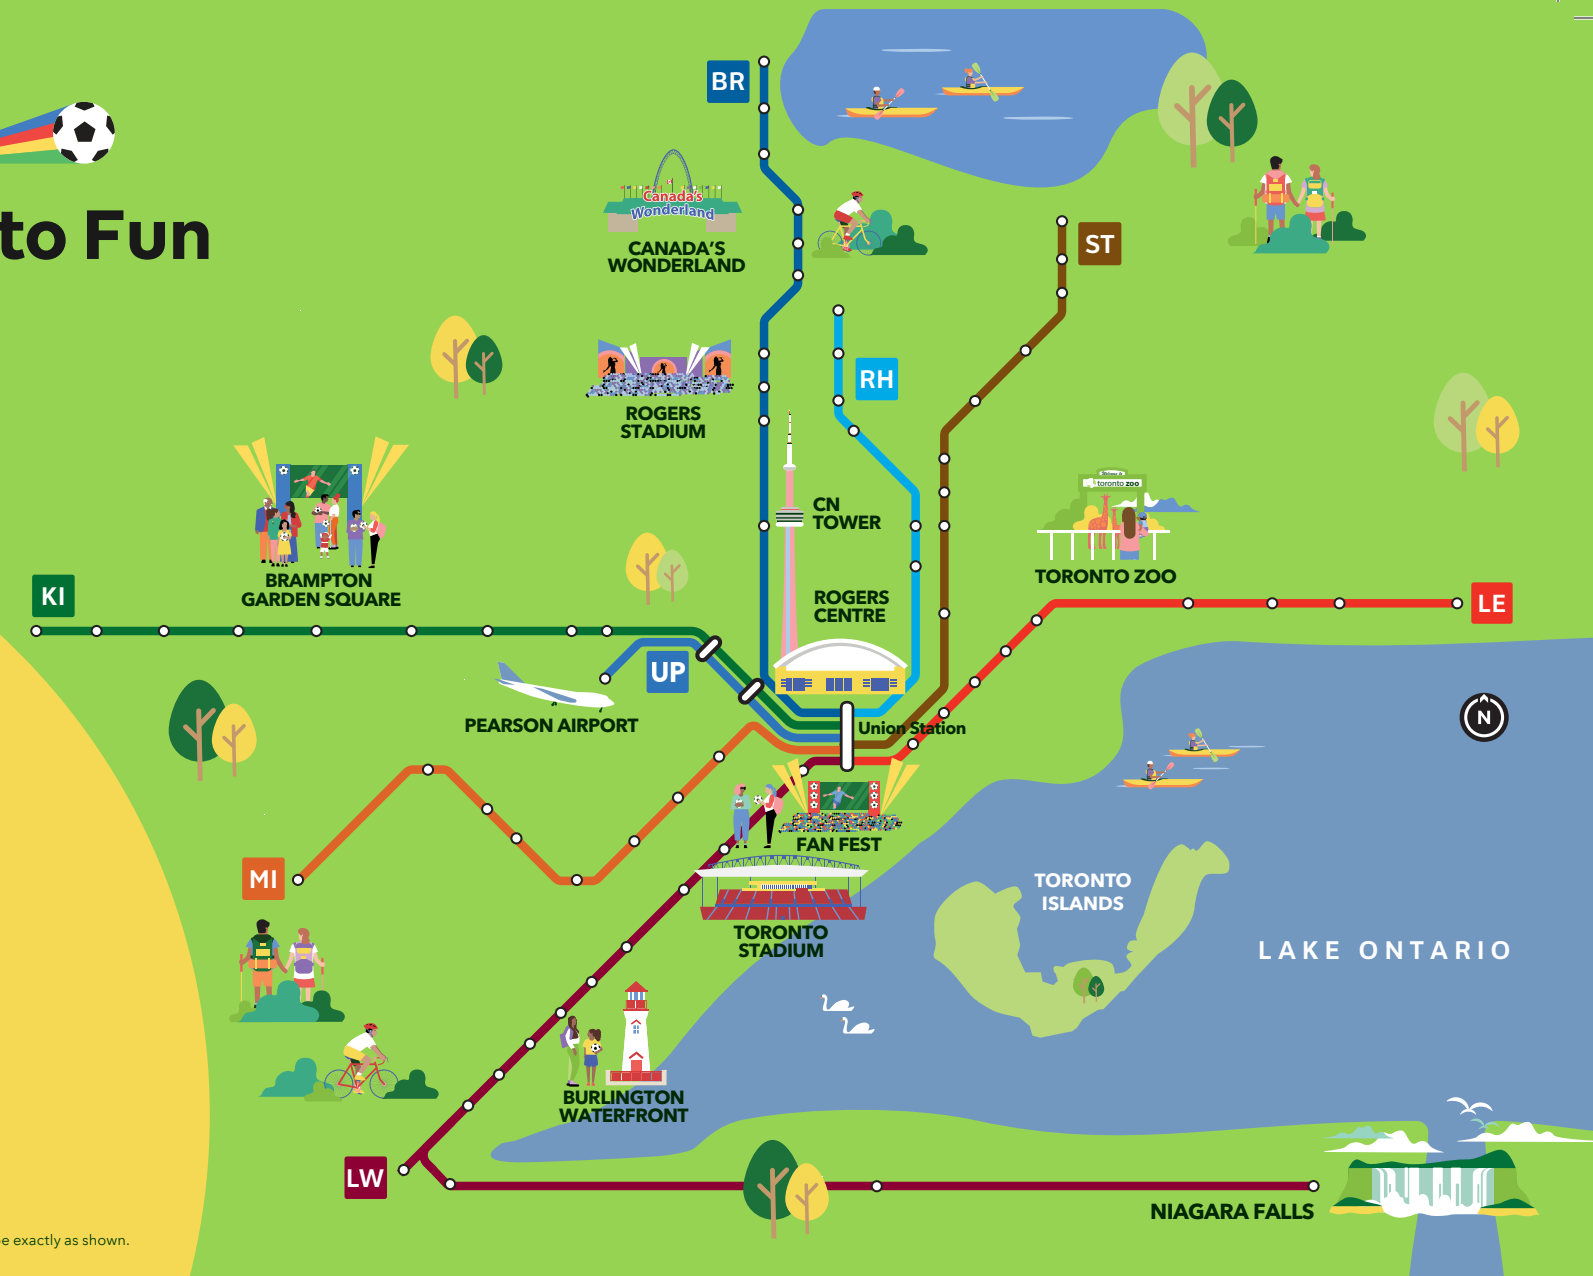 BR
to Fun
Canada's
Wonderland
CANADA'S
WONDERLAND
ST
RH
ROGERS
STADIUM
CN
TOWER
toronto zoo
TORONTO ZOO
BRAMPTON
GARDEN SQUARE
KI
ROGERS
CENTRE
LE
UP
PEARSON AIRPORT
Union Station
N
MI
FAN FEST
TORONTO
STADIUM
TORONTO
ISLANDS
LAKE ONTARIO
BURLINGTON
WATERFRONT
LW
NIAGARA FALLS
e exactly as shown.